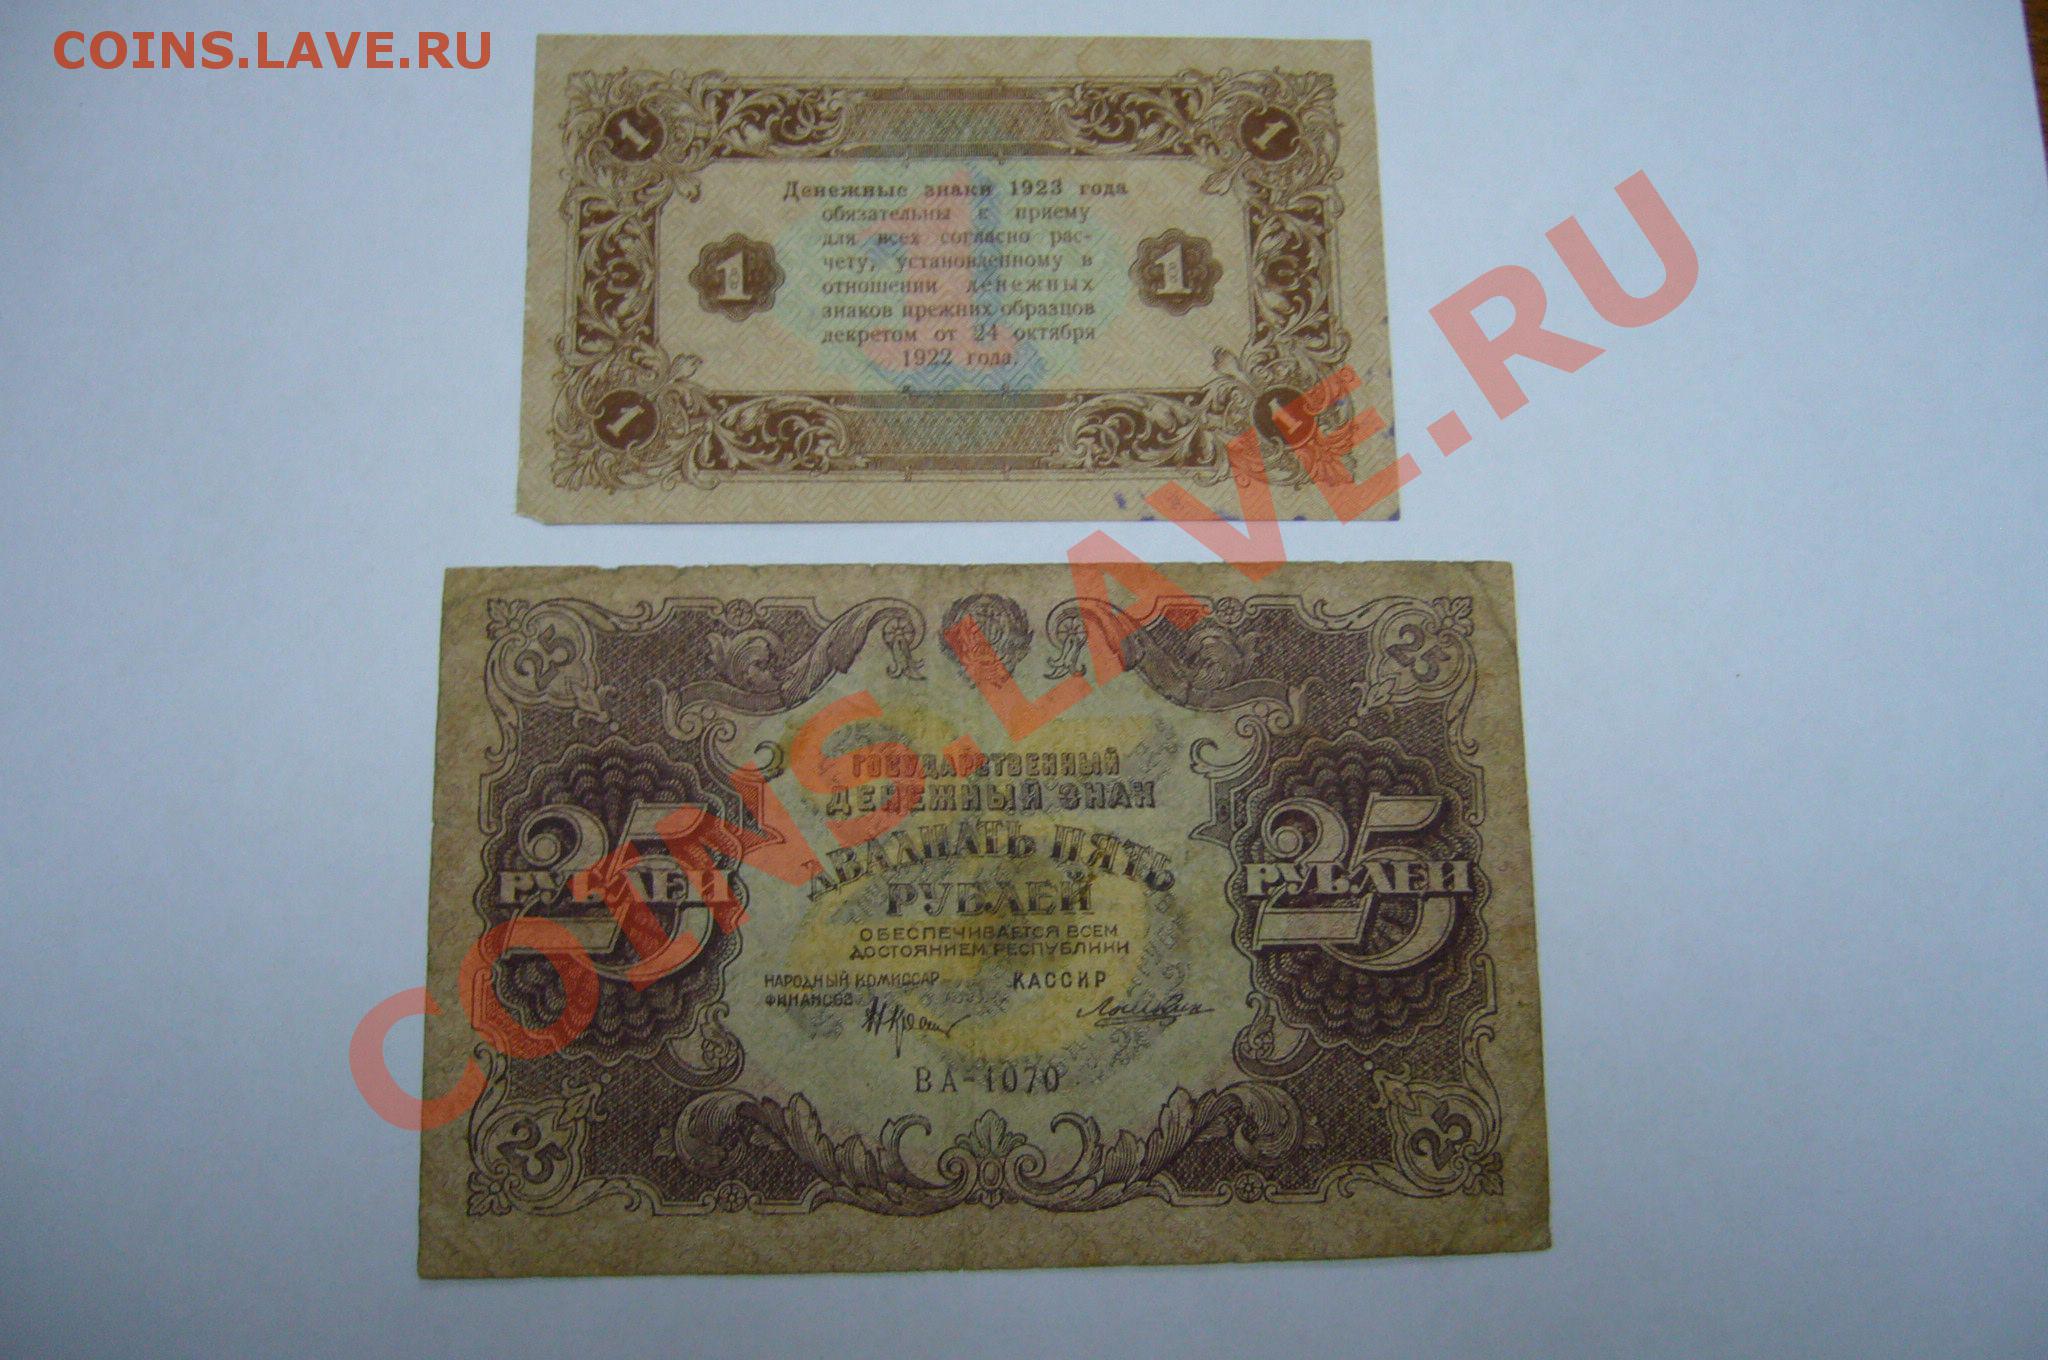 COINS.LAVE.RU
1 1
Денежные знаки 1923 года
обязательны к приему
для всех согласно рас-
чету, установленному в
отношении денежных
знаков прежних образцов
декретом от 24 октября
1922 года.
1 1
1 1
COINS.LAVE.RU
25 25
ГОСУДАРСТВЕННЫЙ
ДЕНЕЖНЫЙ ЗНАК
ДВАДЦАТЬ ПЯТЬ
РУБЛЕЙ
25 РУБЛЕЙ 25 РУБЛЕЙ
ОБЕСПЕЧИВАЕТСЯ ВСЕМ
ДОСТОЯНИЕМ РЕСПУБЛИКИ
НАРОДНЫЙ КОМИССАР КАССИР
ФИНАНСОВ
ВА-1070
25 25